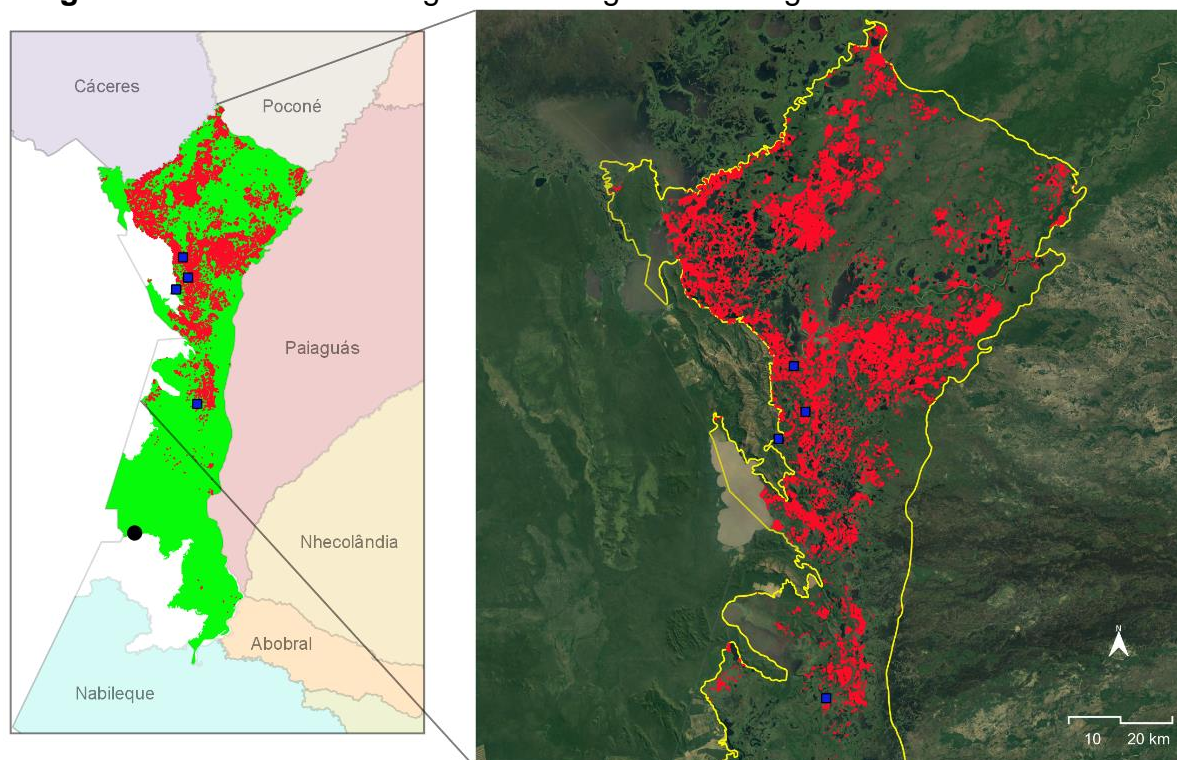 Cáceres
Poconé
Paiaguás
Nhecolândia
Abobral
Nabileque
N
10 20 km